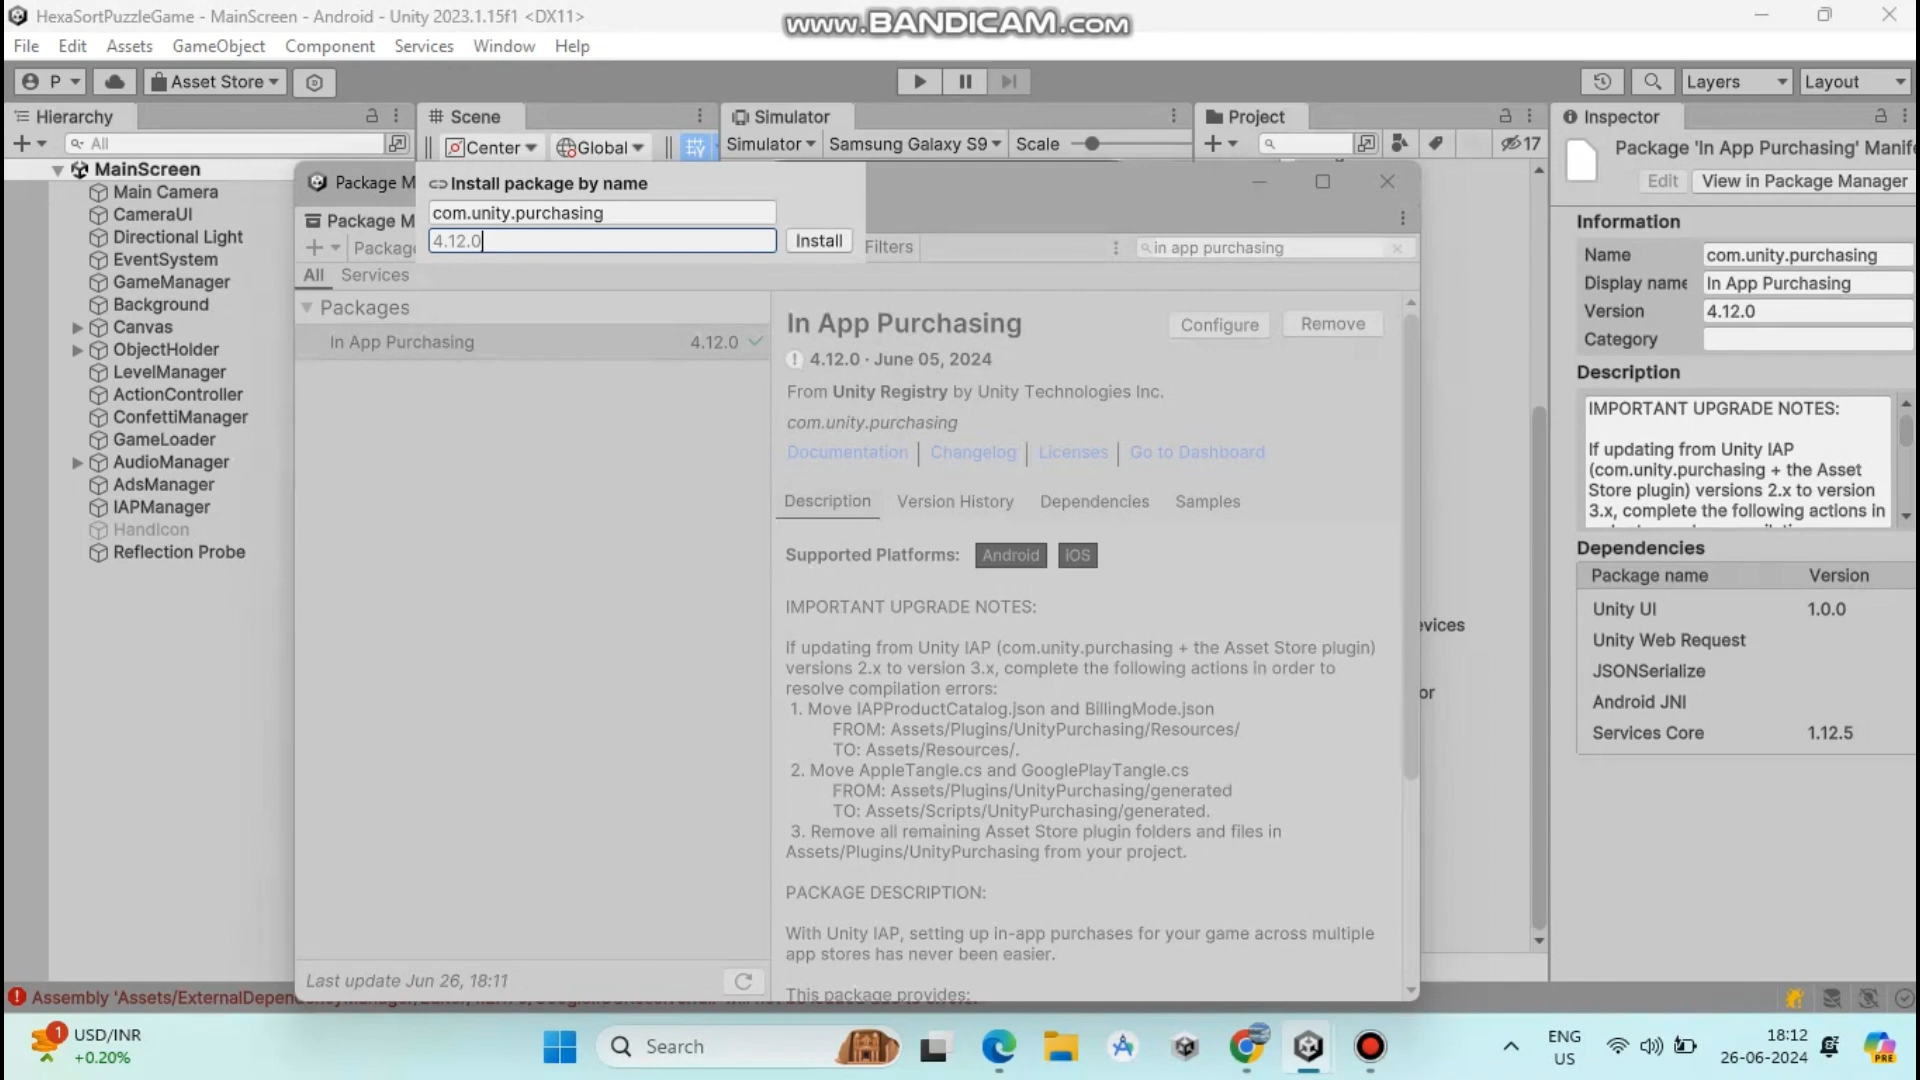 HexaSortPuzzleGame - MainScreen - Android - Unity 2023.1.15f1 <DX11>
www.BANDICAM.com
File Edit Assets GameObject Component Services Window Help
P Asset Store Layers Layout
Hierarchy Scene Simulator Project Inspector
All Center Global Simulator Samsung Galaxy S9 Scale 17
Package 'In App Purchasing' Manif
Edit View in Package Manager
MainScreen
Main Camera
CameraUI
Directional Light
EventSystem
GameManager
Background
Canvas
ObjectHolder
LevelManager
ActionController
ConfettiManager
GameLoader
AudioManager
AdsManager
IAPManager
HandIcon
Reflection Probe
Package M
Install package by name
com.unity.purchasing
4.12.0
Install
Package M
Package
Filters
in app purchasing
All Services
Packages
In App Purchasing 4.12.0
Last update Jun 26, 18:11
In App Purchasing
Configure Remove
4.12.0 · June 05, 2024
From Unity Registry by Unity Technologies Inc.
com.unity.purchasing
Documentation Changelog Licenses Go to Dashboard
Description Version History Dependencies Samples
Supported Platforms: Android iOS
IMPORTANT UPGRADE NOTES:
If updating from Unity IAP (com.unity.purchasing + the Asset Store plugin)
versions 2.x to version 3.x, complete the following actions in order to
resolve compilation errors:
1. Move IAPProductCatalog.json and BillingMode.json
FROM: Assets/Plugins/UnityPurchasing/Resources/
TO: Assets/Resources/.
2. Move AppleTangle.cs and GooglePlayTangle.cs
FROM: Assets/Plugins/UnityPurchasing/generated
TO: Assets/Scripts/UnityPurchasing/generated.
3. Remove all remaining Asset Store plugin folders and files in
Assets/Plugins/UnityPurchasing from your project.
PACKAGE DESCRIPTION:
With Unity IAP, setting up in-app purchases for your game across multiple
app stores has never been easier.
This package provides:
evices
or
Information
Name com.unity.purchasing
Display name In App Purchasing
Version 4.12.0
Category
Description
IMPORTANT UPGRADE NOTES:
If updating from Unity IAP
(com.unity.purchasing + the Asset
Store plugin) versions 2.x to version
3.x, complete the following actions in
Dependencies
Package name Version
Unity UI 1.0.0
Unity Web Request
JSONSerialize
Android JNI
Services Core 1.12.5
Assembly 'Assets/ExternalDepen
1
USD/INR
+0.20%
Search
ENG
US
18:12
26-06-2024
PRE